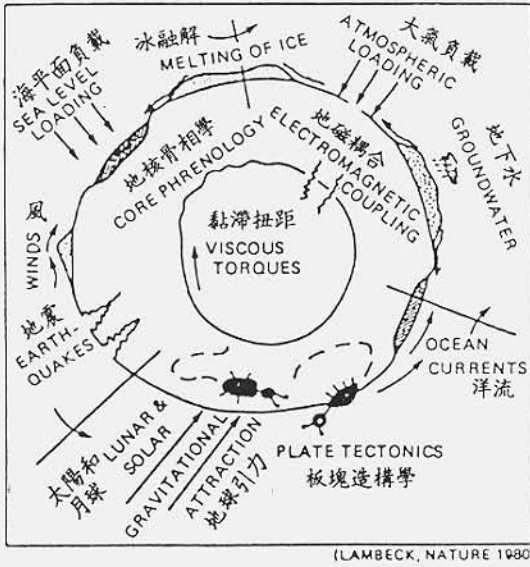 冰融解
MELTING OF ICE
大氣負載
ATMOSPHERIC
LOADING
海平面負載
SEA LEVEL
LOADING
地核骨相學
CORE PHRENOLOGY
地磁耦合
ELECTROMAGNETIC
COUPLING
地下水
GROUNDWATER
風
WINDS
黏滯扭距
VISCOUS
TORQUES
地震
EARTH-
QUAKES
OCEAN
CURRENTS
洋流
太陽和
月球
LUNAR &
SOLAR
GRAVITATIONAL
ATTRACTION
地球引力
PLATE TECTONICS
板塊造構學
(LAMBECK, NATURE 1980